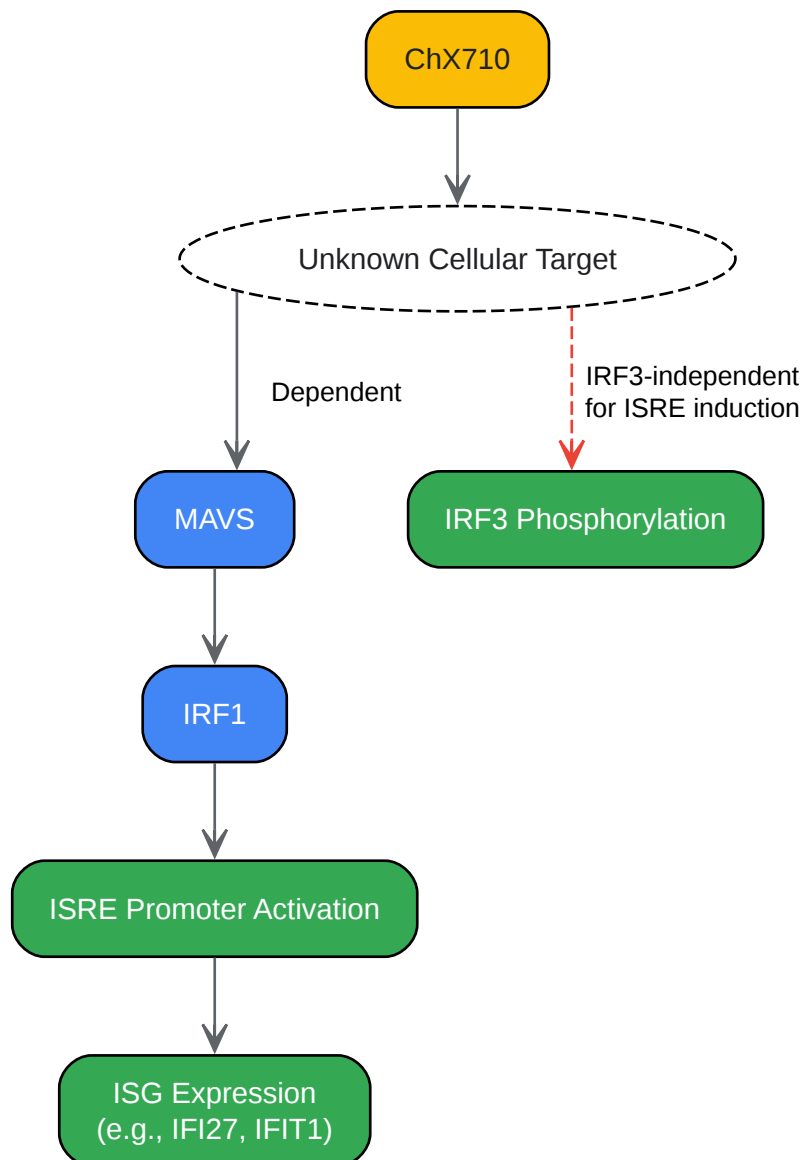 ChX710
Unknown Cellular Target
Dependent
IRF3-independent
for ISRE induction
MAVS
IRF3 Phosphorylation
IRF1
ISRE Promoter Activation
ISG Expression
(e.g., IFI27, IFIT1)